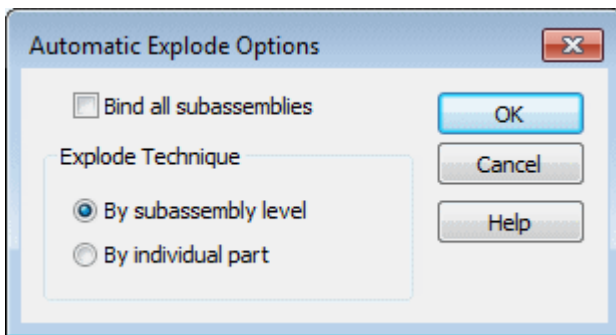 Automatic Explode Options
Bind all subassemblies
OK
Explode Technique
Cancel
By subassembly level
Help
By individual part